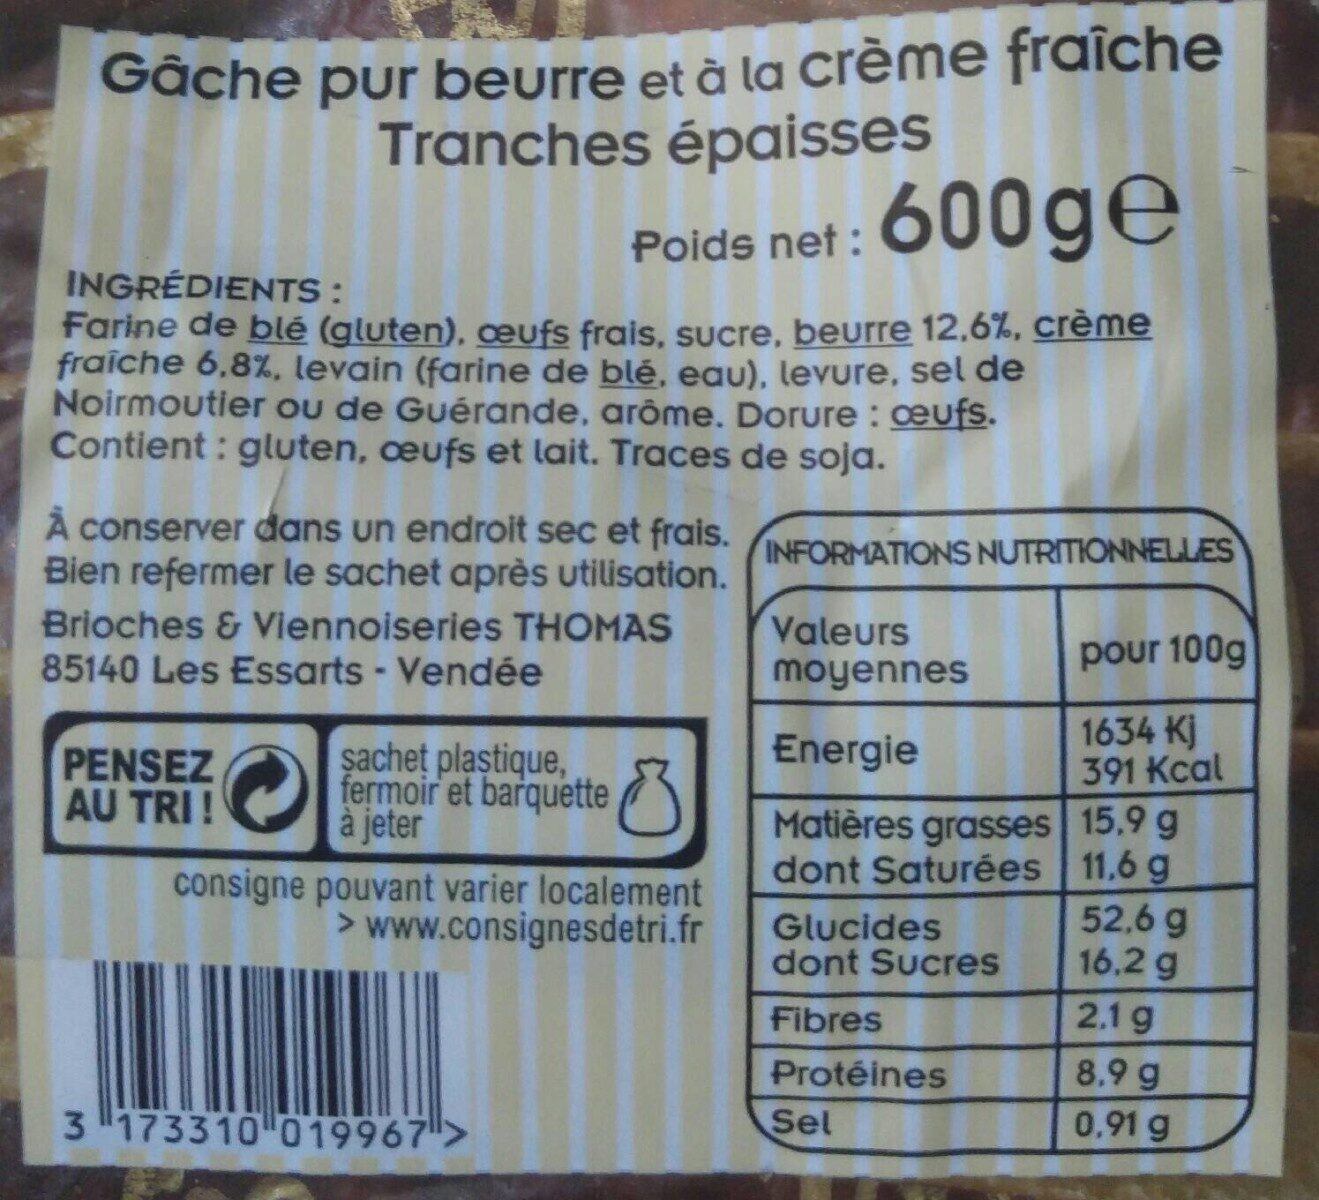 Gâche pur beurre et à la crème fraîche
Tranches épaisses
Poids net : 600g e
INGRÉDIENTS :
Farine de blé (gluten), œufs frais, sucre, beurre 12,6%, crème
fraîche 6,8%, levain (farine de blé, eau), levure, sel de
Noirmoutier ou de Guérande, arôme. Dorure : œufs.
Contient : gluten, œufs et lait. Traces de soja.
À conserver dans un endroit sec et frais.
Bien refermer le sachet après utilisation.
Brioches & Viennoiseries THOMAS
85140 Les Essarts - Vendée
PENSEZ
AU TRI !
sachet plastique,
fermoir et barquette
à jeter
consigne pouvant varier localement
> www.consignesdetri.fr
3 173310 019967 >
INFORMATIONS NUTRITIONNELLES
Valeurs
moyennes
pour 100g
Energie
1634 Kj
391 Kcal
Matières grasses 15,9 g
dont Saturées 11,6 g
Glucides 52,6 g
dont Sucres 16,2 g
Fibres 2,1 g
Protéines 8,9 g
Sel 0,91 g